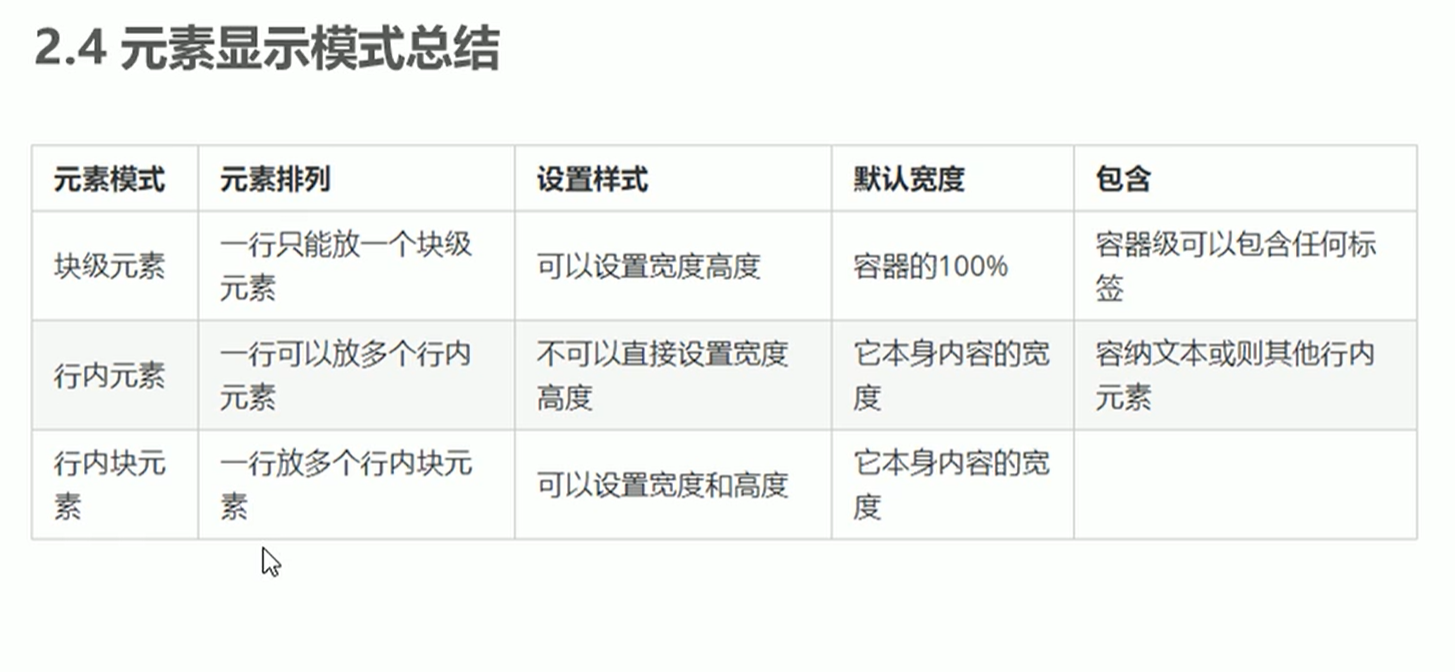 2.4 元素显示模式总结
元素模式 元素排列 设置样式 默认宽度 包含
块级元素 一行只能放一个块级 可以设置宽度高度 容器的100% 容器级可以包含任何标
元素 签
行内元素 一行可以放多个行内 不可以直接设置宽度 它本身内容的宽 容纳文本或则其他行内
元素 高度 度 元素
行内块元 一行放多个行内块元 可以设置宽度和高度 它本身内容的宽
素 素 度